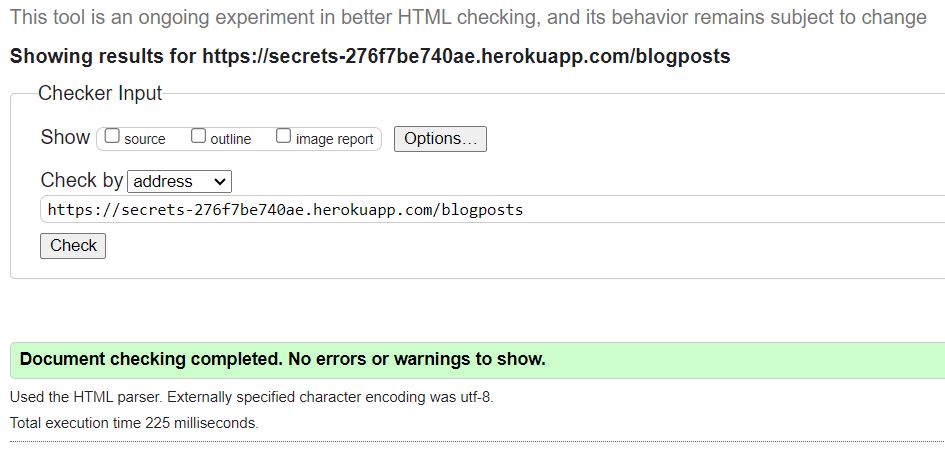 This tool is an ongoing experiment in better HTML checking, and its behavior remains subject to change
Showing results for https://secrets-276f7be740ae.herokuapp.com/blogposts
Checker Input
Show source outline image report Options...
Check by address
https://secrets-276f7be740ae.herokuapp.com/blogposts
Check
Document checking completed. No errors or warnings to show.
Used the HTML parser. Externally specified character encoding was utf-8.
Total execution time 225 milliseconds.